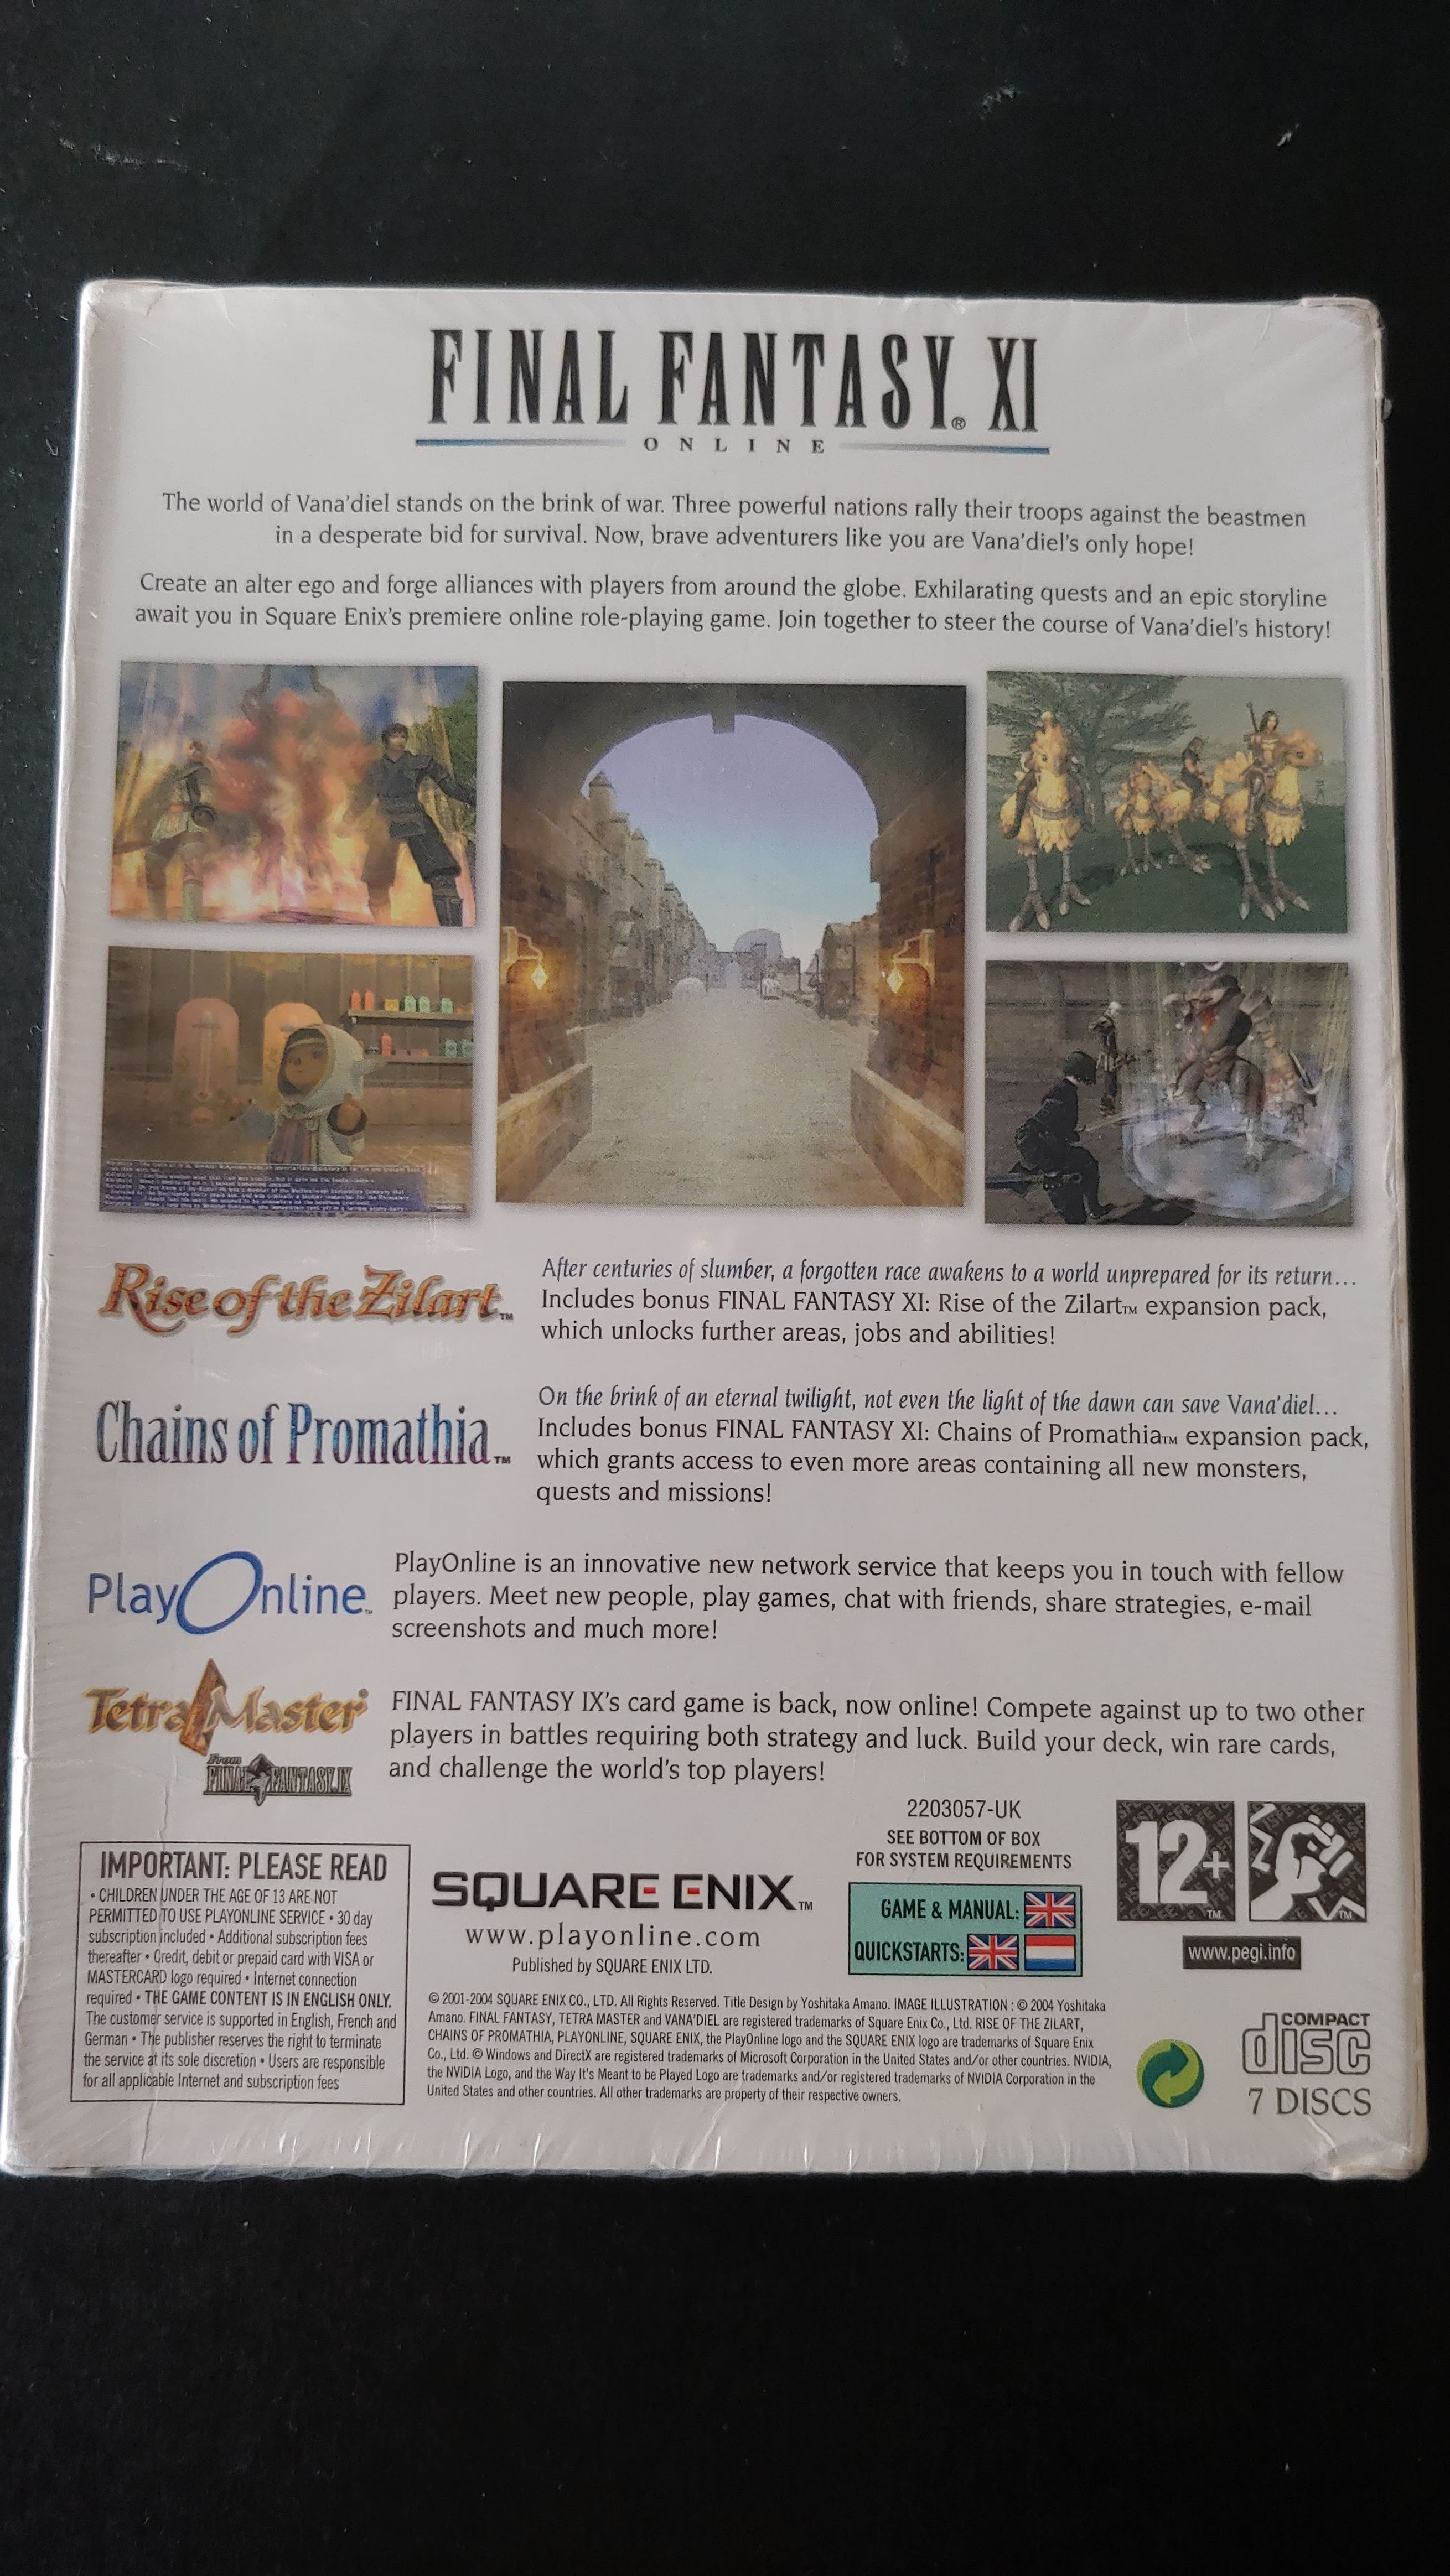 FINAL FANTASY® XI
ONLINE
The world of Vana'diel stands on the brink of war. Three powerful nations rally their troops against the beastmen
in a desperate bid for survival. Now, brave adventurers like you are Vana'diel's only hope!
Create an alter ego and forge alliances with players from around the globe. Exhilarating quests and an epic storyline
await you in Square Enix's premiere online role-playing game. Join together to steer the course of Vana'diel's history!
Rise of the Zilart™
After centuries of slumber, a forgotten race awakens to a world unprepared for its return...
Includes bonus FINAL FANTASY XI: Rise of the Zilart™ expansion pack,
which unlocks further areas, jobs and abilities!
Chains of Promathia™
On the brink of an eternal twilight, not even the light of the dawn can save Vana'diel...
Includes bonus FINAL FANTASY XI: Chains of Promathia™ expansion pack,
which grants access to even more areas containing all new monsters,
quests and missions!
PlayOnline™
PlayOnline is an innovative new network service that keeps you in touch with fellow
players. Meet new people, play games, chat with friends, share strategies, e-mail
screenshots and much more!
Tetra Master®
From
FINAL FANTASY IX
FINAL FANTASY IX's card game is back, now online! Compete against up to two other
players in battles requiring both strategy and luck. Build your deck, win rare cards,
and challenge the world's top players!
IMPORTANT: PLEASE READ
• CHILDREN UNDER THE AGE OF 13 ARE NOT
PERMITTED TO USE PLAYONLINE SERVICE • 30 day
subscription included • Additional subscription fees
thereafter • Credit, debit or prepaid card with VISA or
MASTERCARD logo required • Internet connection
required • THE GAME CONTENT IS IN ENGLISH ONLY.
The customer service is supported in English, French and
German • The publisher reserves the right to terminate
the service at its sole discretion • Users are responsible
for all applicable Internet and subscription fees
SQUARE ENIX™
www.playonline.com
Published by SQUARE ENIX LTD.
2203057-UK
SEE BOTTOM OF BOX
FOR SYSTEM REQUIREMENTS
GAME & MANUAL:
QUICKSTARTS:
12+
TM
TM
www.pegi.info
© 2001-2004 SQUARE ENIX CO., LTD. All Rights Reserved. Title Design by Yoshitaka Amano. IMAGE ILLUSTRATION : © 2004 Yoshitaka
Amano. FINAL FANTASY, TETRA MASTER and VANA'DIEL are registered trademarks of Square Enix Co., Ltd. RISE OF THE ZILART,
CHAINS OF PROMATHIA, PLAYONLINE, SQUARE ENIX, the PlayOnline logo and the SQUARE ENIX logo are trademarks of Square Enix
Co., Ltd. © Windows and DirectX are registered trademarks of Microsoft Corporation in the United States and/or other countries. NVIDIA,
the NVIDIA Logo, and the Way It's Meant to be Played Logo are trademarks and/or registered trademarks of NVIDIA Corporation in the
United States and other countries. All other trademarks are property of their respective owners.
COMPACT
disc
7 DISCS